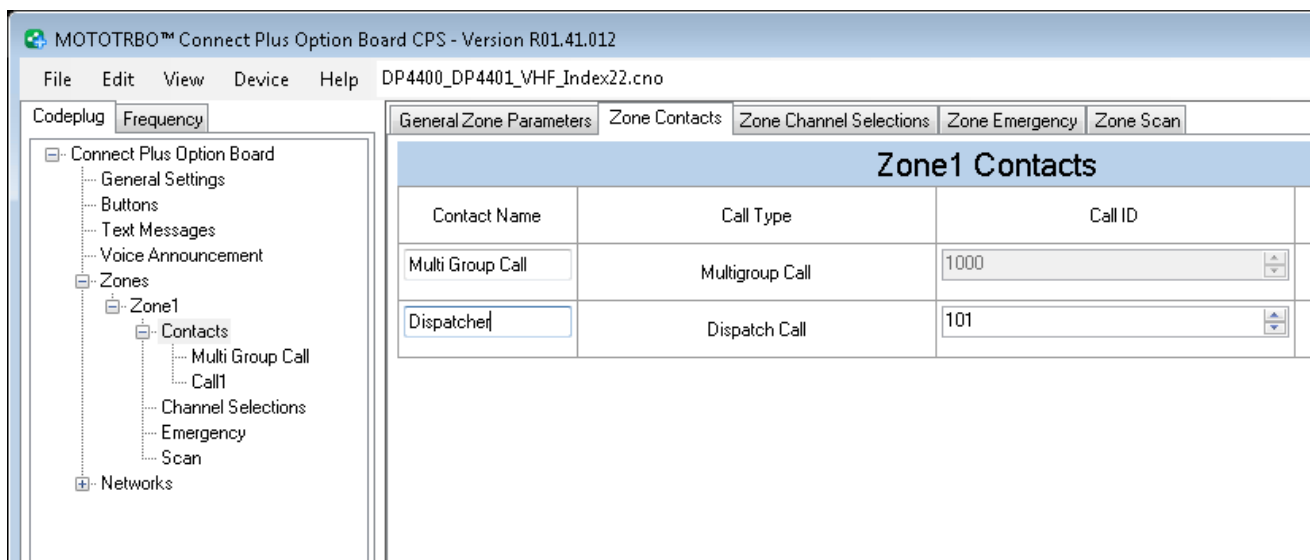 MOTOTRBO™ Connect Plus Option Board CPS - Version R01.41.012
File Edit View Device Help DP4400_DP4401_VHF_Index22.cno
Codeplug Frequency
Connect Plus Option Board
General Settings
Buttons
Text Messages
Voice Announcement
Zones
Zone1
Contacts
Multi Group Call
Call1
Channel Selections
Emergency
Scan
Networks
General Zone Parameters Zone Contacts Zone Channel Selections Zone Emergency Zone Scan
Zone1 Contacts
Contact Name Call Type Call ID
Multi Group Call Multigroup Call 1000
Dispatcher Dispatch Call 101